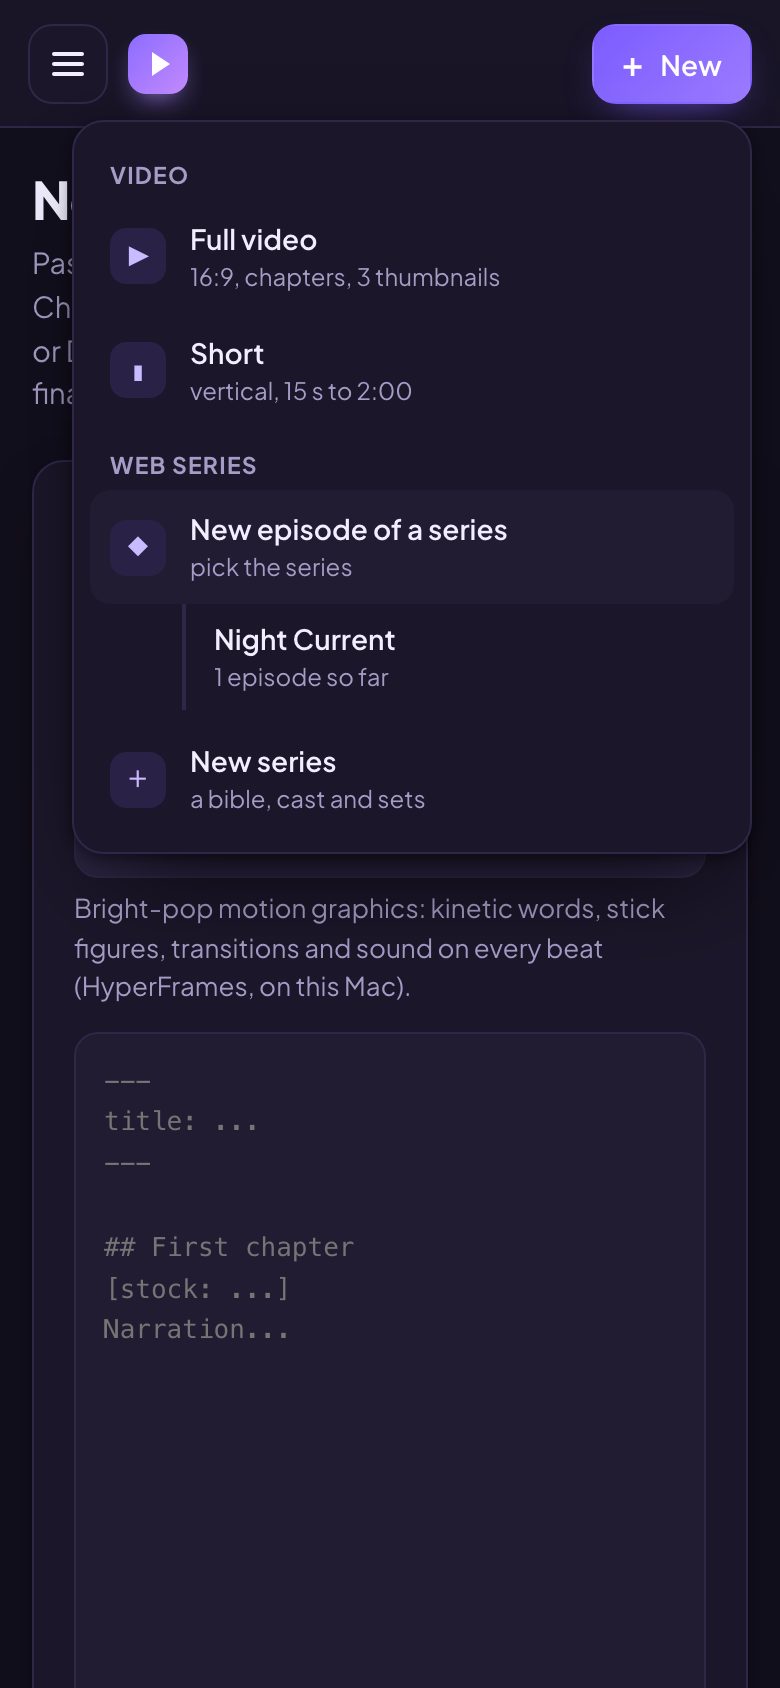 + New
VIDEO
Full video
16:9, chapters, 3 thumbnails
Short
vertical, 15 s to 2:00
WEB SERIES
New episode of a series
pick the series
Night Current
1 episode so far
New series
a bible, cast and sets
Bright-pop motion graphics: kinetic words, stick
figures, transitions and sound on every beat
(HyperFrames, on this Mac).
---
title: ...
---
## First chapter
[stock: ...]
Narration...